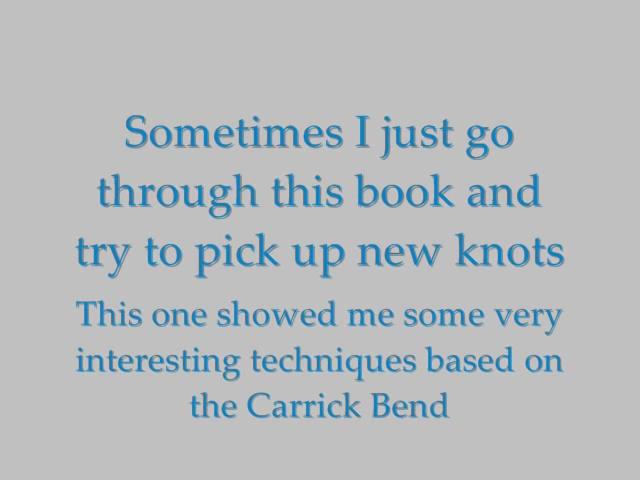 Sometimes I just go
through this book and
try to pick up new knots
This one showed me some very
interesting techniques based on
the Carrick Bend